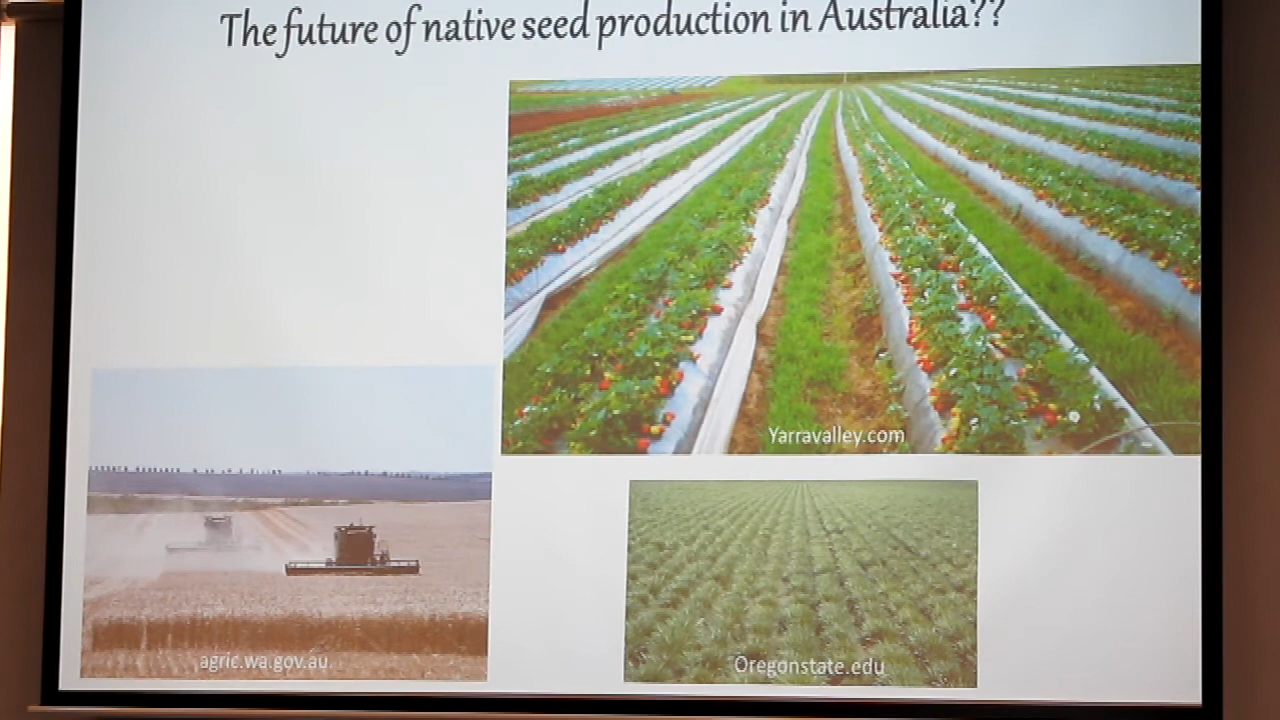 The future of native seed production in Australia??
Yarravalley.com
agric.wa.gov.au
Oregonstate.edu